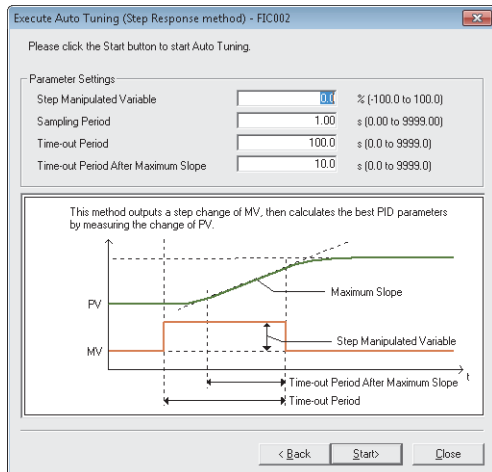 Execute Auto Tuning (Step Response method) - FIC002
Please click the Start button to start Auto Tuning.
Parameter Settings
Step Manipulated Variable 0.0 % (-100.0 to 100.0)
Sampling Period 1.00 s (0.00 to 9999.00)
Time-out Period 100.0 s (0.0 to 9999.0)
Time-out Period After Maximum Slope 10.0 s (0.0 to 9999.0)
This method outputs a step change of MV, then calculates the best PID parameters
by measuring the change of PV.
Maximum Slope
PV
Step Manipulated Variable
MV
t
Time-out Period After Maximum Slope
Time-out Period
< Back Start> Close